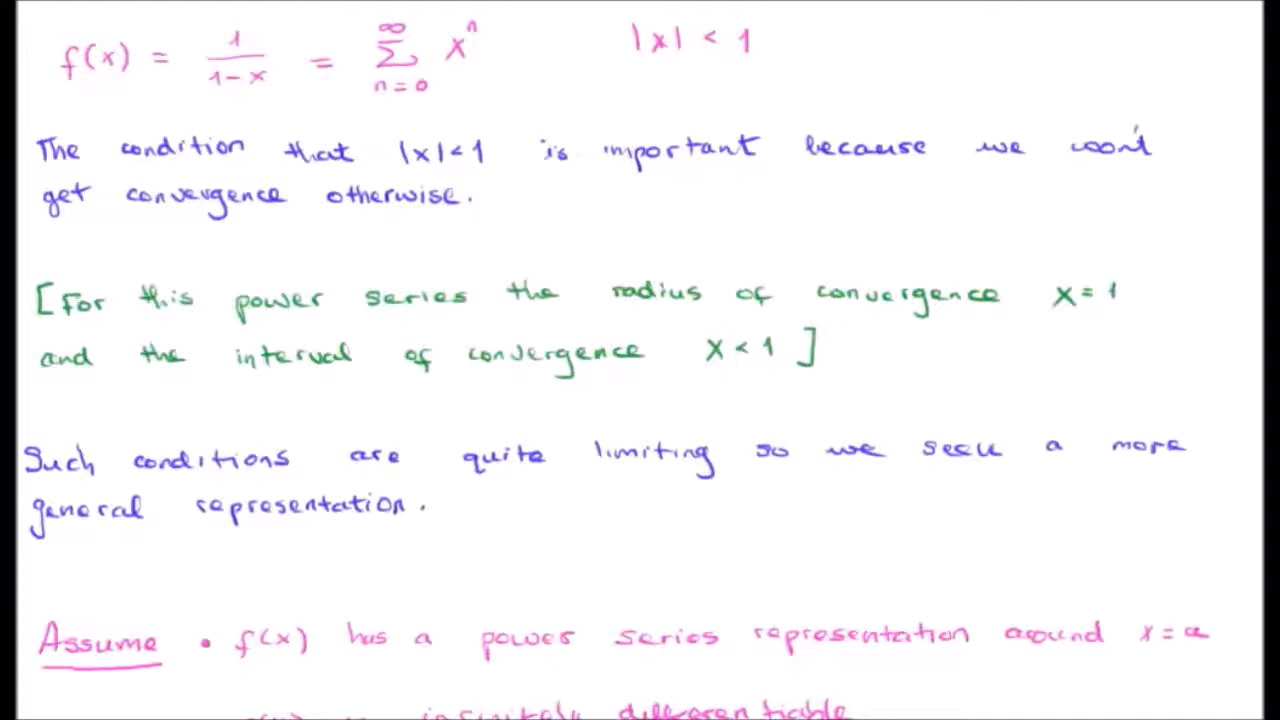 f(x) = 1/(1-x) = ∑_{n=0}^{∞} x^n |x| < 1
The condition that |x|<1 is important because we won't
get convergence otherwise.
[For this power series the radius of convergence x=1
and the interval of convergence x<1]
Such conditions are quite limiting so we seek a more
general representation.
Assume • f(x) has a power series representation around x=a
infinitely differentiable